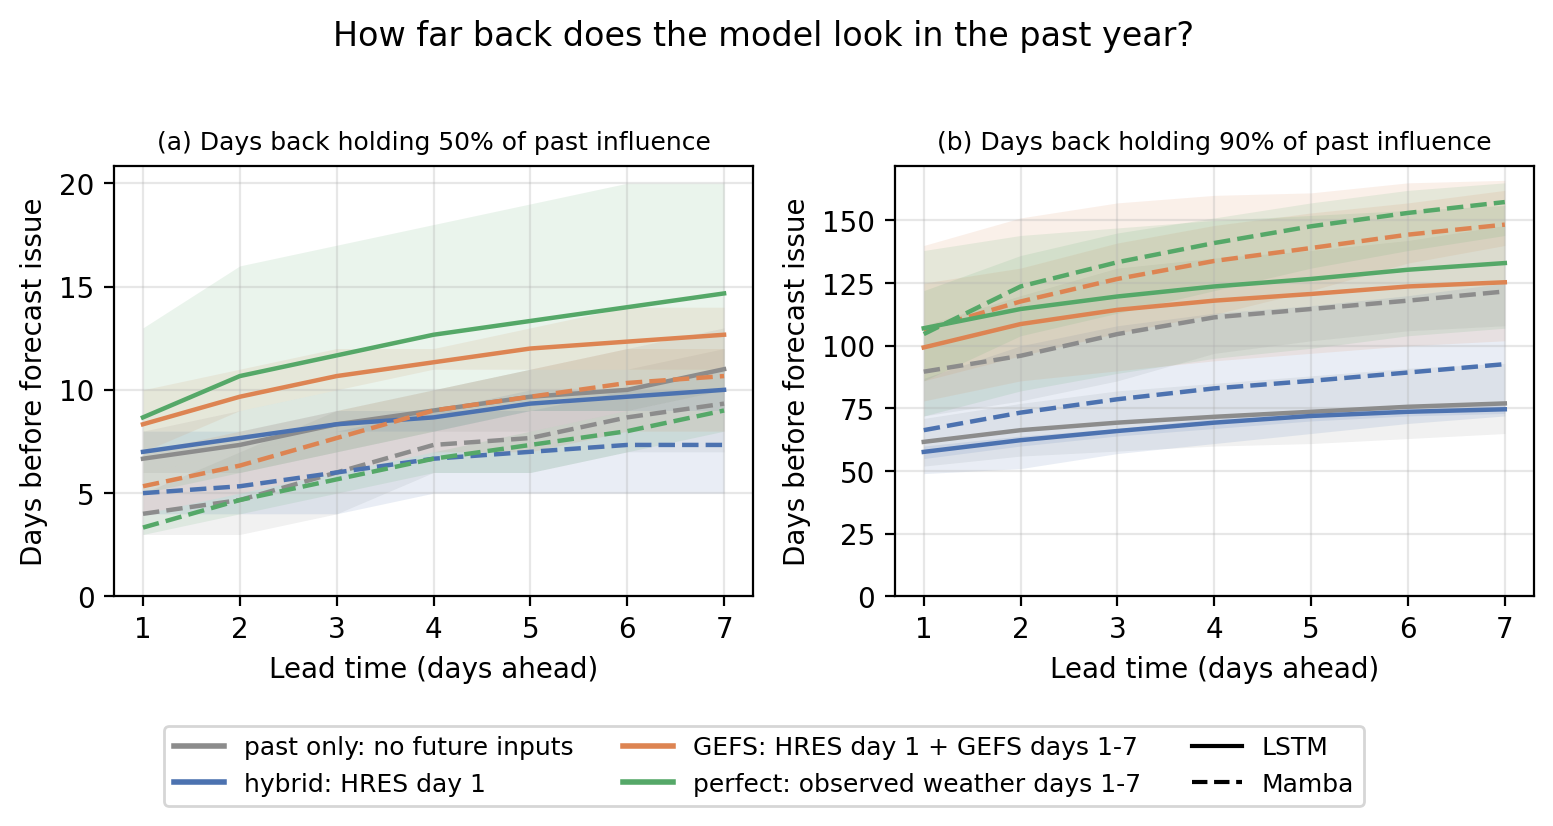 How far back does the model look in the past year?
(a) Days back holding 50% of past influence
Days before forecast issue
20
15
10
5
0
1 2 3 4 5 6 7
Lead time (days ahead)
(b) Days back holding 90% of past influence
Days before forecast issue
150
125
100
75
50
25
0
1 2 3 4 5 6 7
Lead time (days ahead)
past only: no future inputs
hybrid: HRES day 1
GEFS: HRES day 1 + GEFS days 1-7
perfect: observed weather days 1-7
LSTM
Mamba